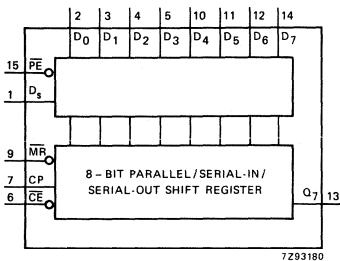 2 3 4 5 10 11 12 14
D0 D1 D2 D3 D4 D5 D6 D7
15 PE
1 Ds
9 MR
8-BIT PARALLEL/SERIAL-IN/
7 CP
SERIAL-OUT SHIFT REGISTER
6 CE
Q7 13
7Z93180